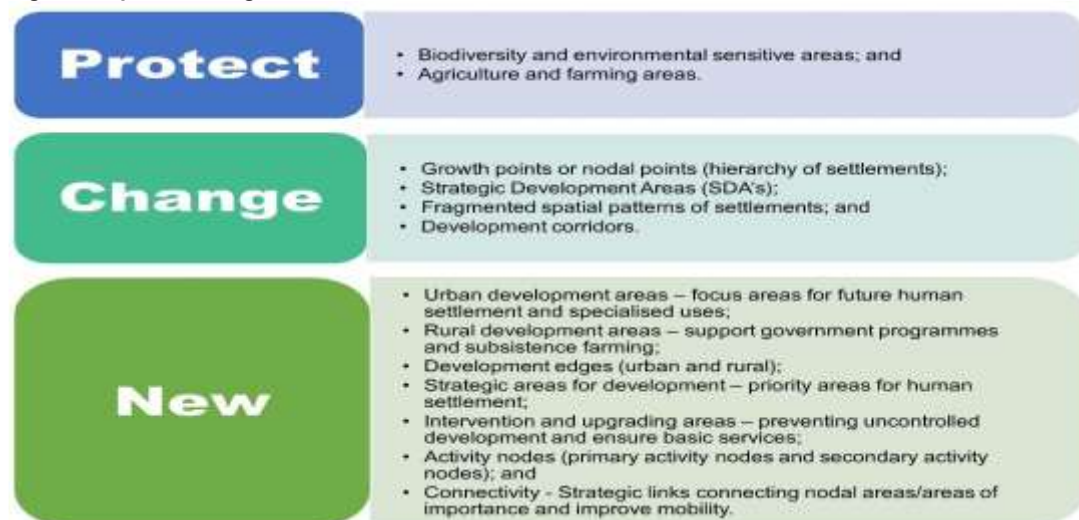 Protect
• Biodiversity and environmental sensitive areas; and
• Agriculture and farming areas.
Change
• Growth points or nodal points (hierarchy of settlements);
• Strategic Development Areas (SDA's);
• Fragmented spatial patterns of settlements; and
• Development corridors.
New
• Urban development areas – focus areas for future human
settlement and specialised uses;
• Rural development areas – support government programmes
and subsistence farming;
• Development edges (urban and rural);
• Strategic areas for development – priority areas for human
settlement;
• Intervention and upgrading areas – preventing uncontrolled
development and ensure basic services;
• Activity nodes (primary activity nodes and secondary activity
nodes); and
• Connectivity - Strategic links connecting nodal areas/areas of
importance and improve mobility.